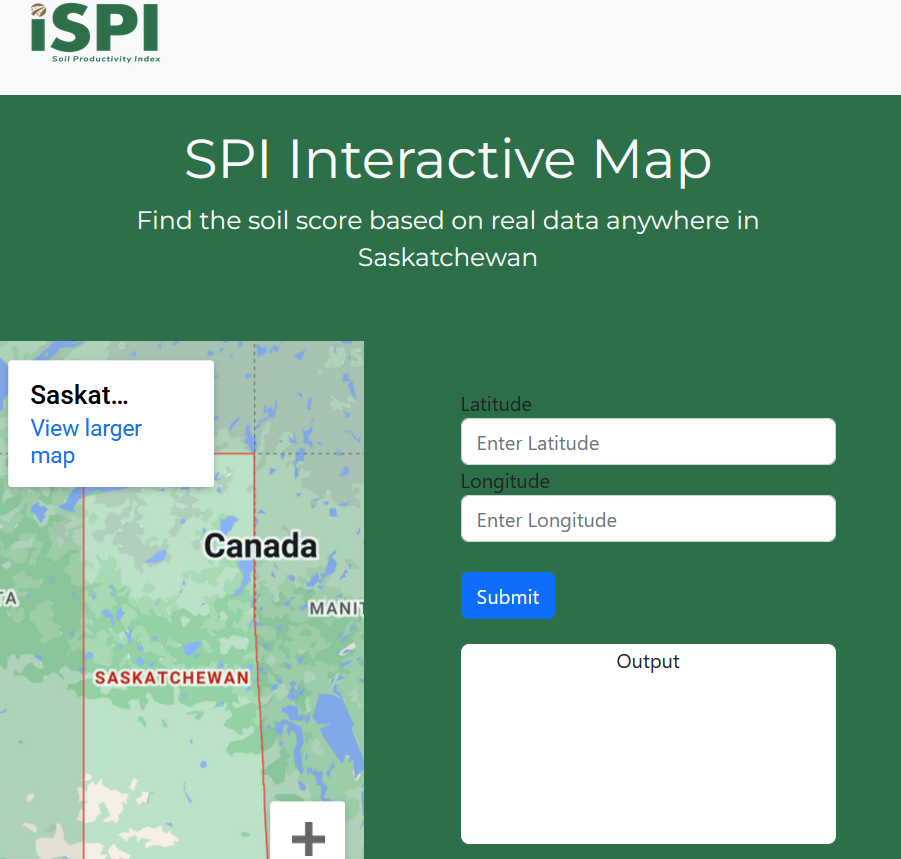 iSPI
Soil Productivity Index
SPI Interactive Map
Find the soil score based on real data anywhere in
Saskatchewan
Saskat...
View larger
map
Canada
TA
MANIT
SASKATCHEWAN
Latitude
Enter Latitude
Longitude
Enter Longitude
Submit
Output